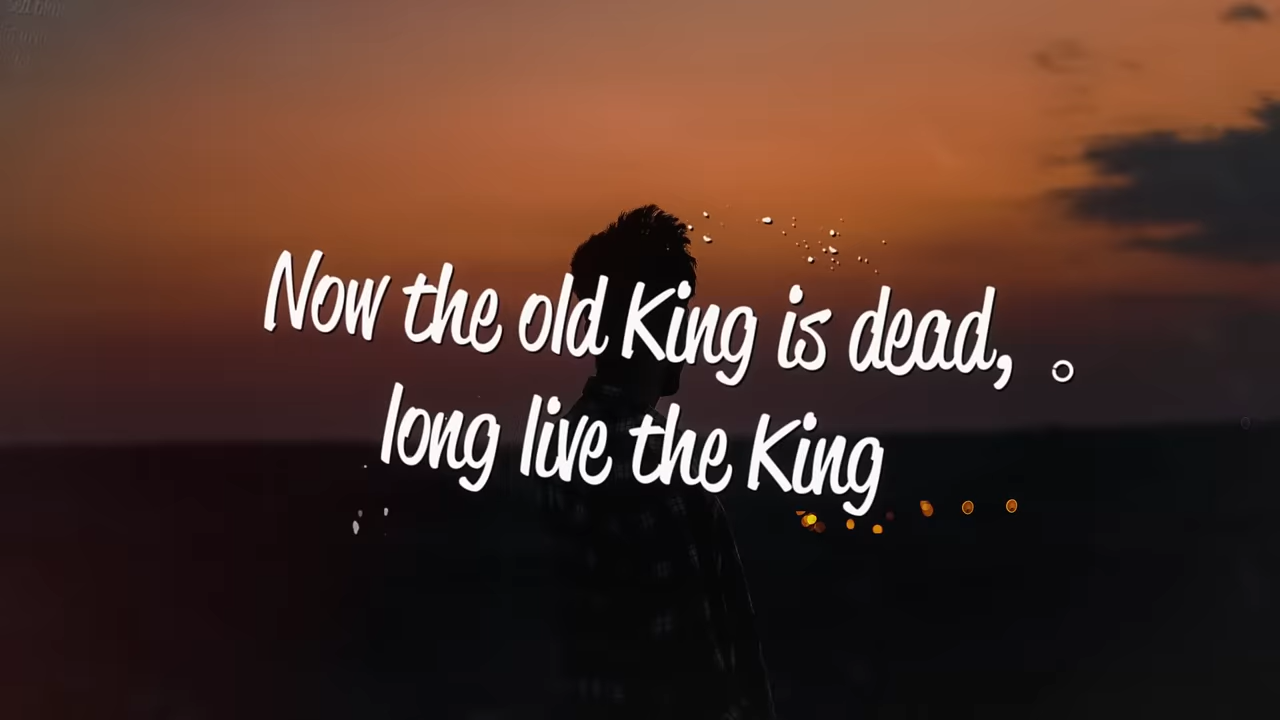 Now the old King is dead,
long live the King